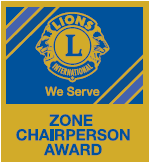 LIONS
L
INTERNATIONAL
We Serve
ZONE
CHAIRPERSON
AWARD